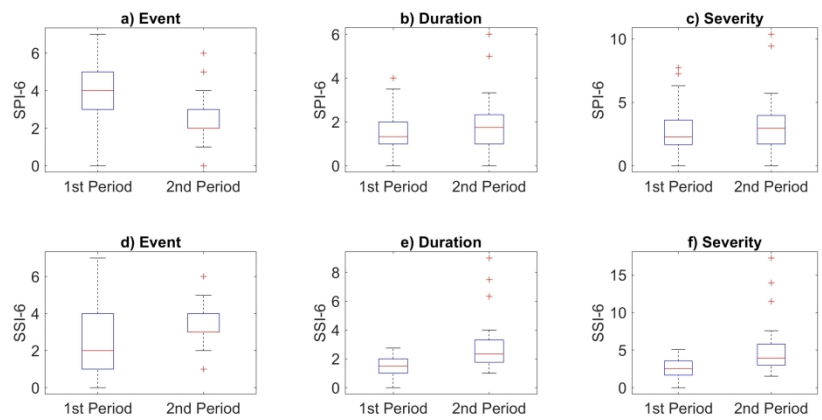 a) Event
SPI-6
6
4
2
0
1st Period 2nd Period
b) Duration
SPI-6
6
4
2
0
1st Period 2nd Period
c) Severity
SPI-6
10
5
0
1st Period 2nd Period
d) Event
SSI-6
6
4
2
0
1st Period 2nd Period
e) Duration
SSI-6
8
6
4
2
0
1st Period 2nd Period
f) Severity
SSI-6
15
10
5
0
1st Period 2nd Period